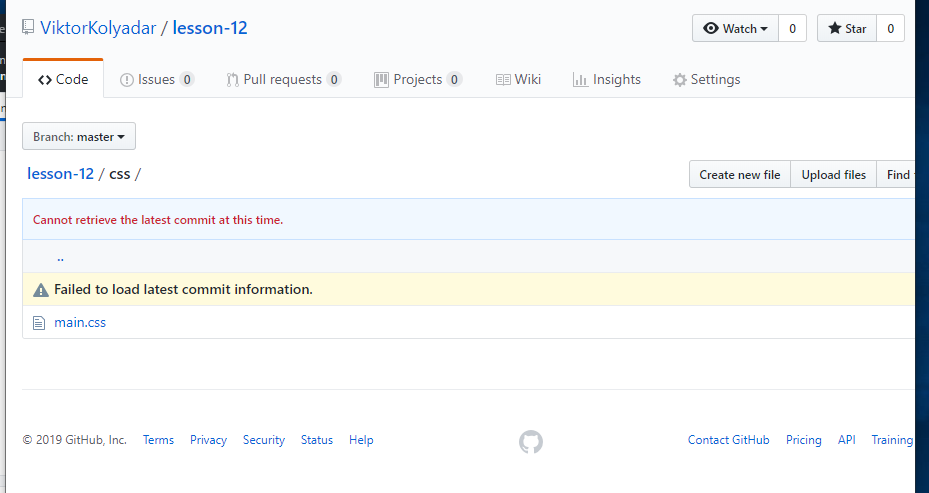 ViktorKolyadar / lesson-12
Watch 0 Star 0
Code Issues 0 Pull requests 0 Projects 0 Wiki Insights Settings
Branch: master
lesson-12 / css /
Create new file Upload files Find
Cannot retrieve the latest commit at this time.
..
Failed to load latest commit information.
main.css
© 2019 GitHub, Inc. Terms Privacy Security Status Help Contact GitHub Pricing API Training